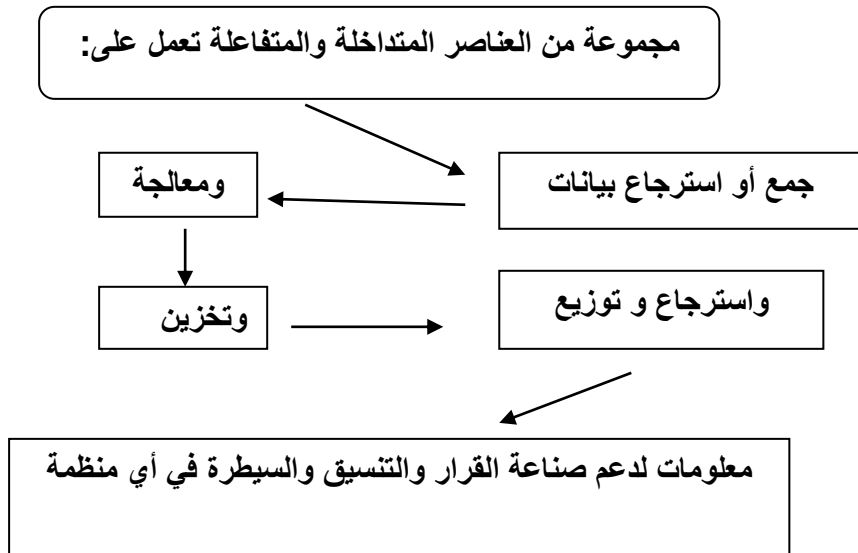 مجموعة من العناصر المتداخلة والمتفاعلة تعمل على:
جمع أو استرجاع بيانات
ومعالجة
وتخزين
واسترجاع و توزيع
معلومات لدعم صناعة القرار والتنسيق والسيطرة في أي منظمة